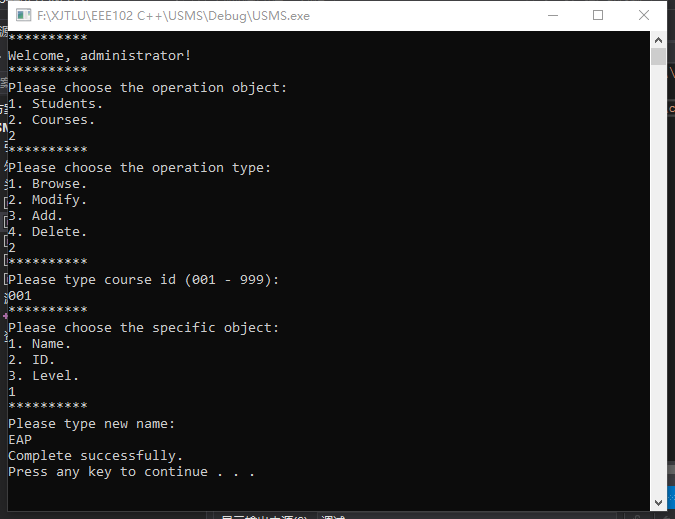 F:\XJTLU\EEE102 C++\USMS\Debug\USMS.exe
**********
Welcome, administrator!
**********
Please choose the operation object:
1. Students.
2. Courses.
2
**********
Please choose the operation type:
1. Browse.
2. Modify.
3. Add.
4. Delete.
2
**********
Please type course id (001 - 999):
001
**********
Please choose the specific object:
1. Name.
2. ID.
3. Level.
1
**********
Please type new name:
EAP
Complete successfully.
Press any key to continue . . .